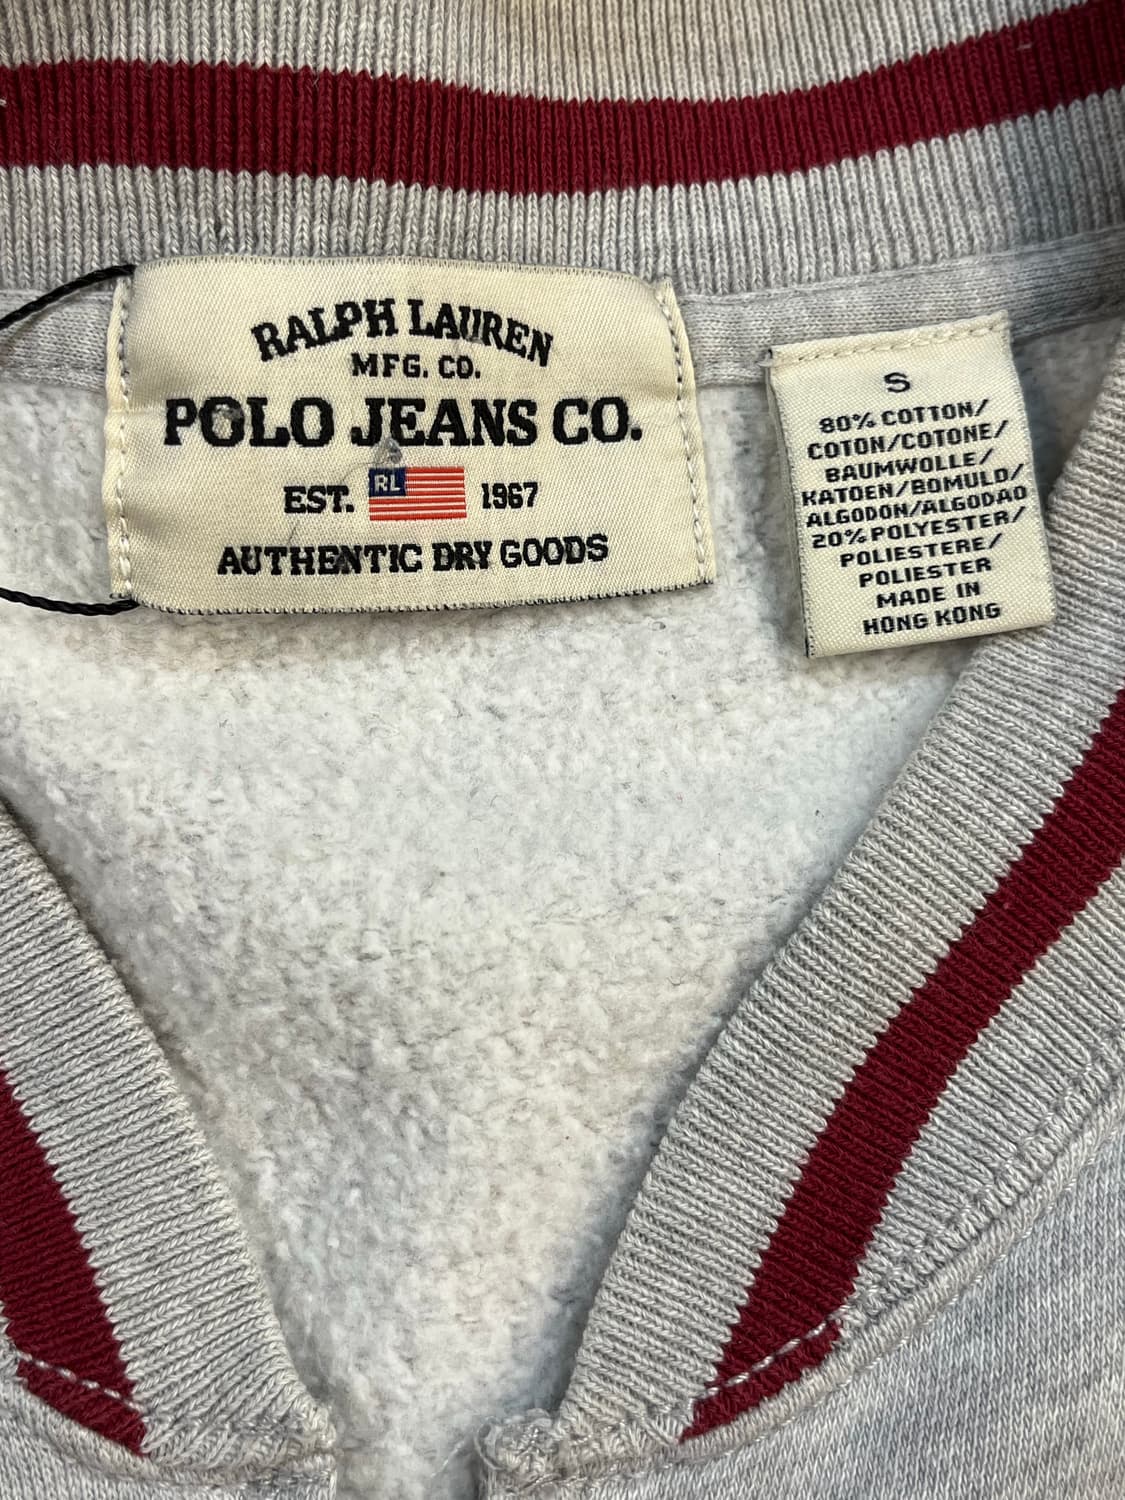 RALPH LAUREN
MFG. CO.
POLO JEANS CO.
EST. RL 1967
AUTHENTIC DRY GOODS
S
80% COTTON/
COTON/COTONE/
BAUMWOLLE/
KATOEN/BOMULD/
ALGODON/ALGODAO
20% POLYESTER/
POLIESTERE/
POLIESTER
MADE IN
HONG KONG